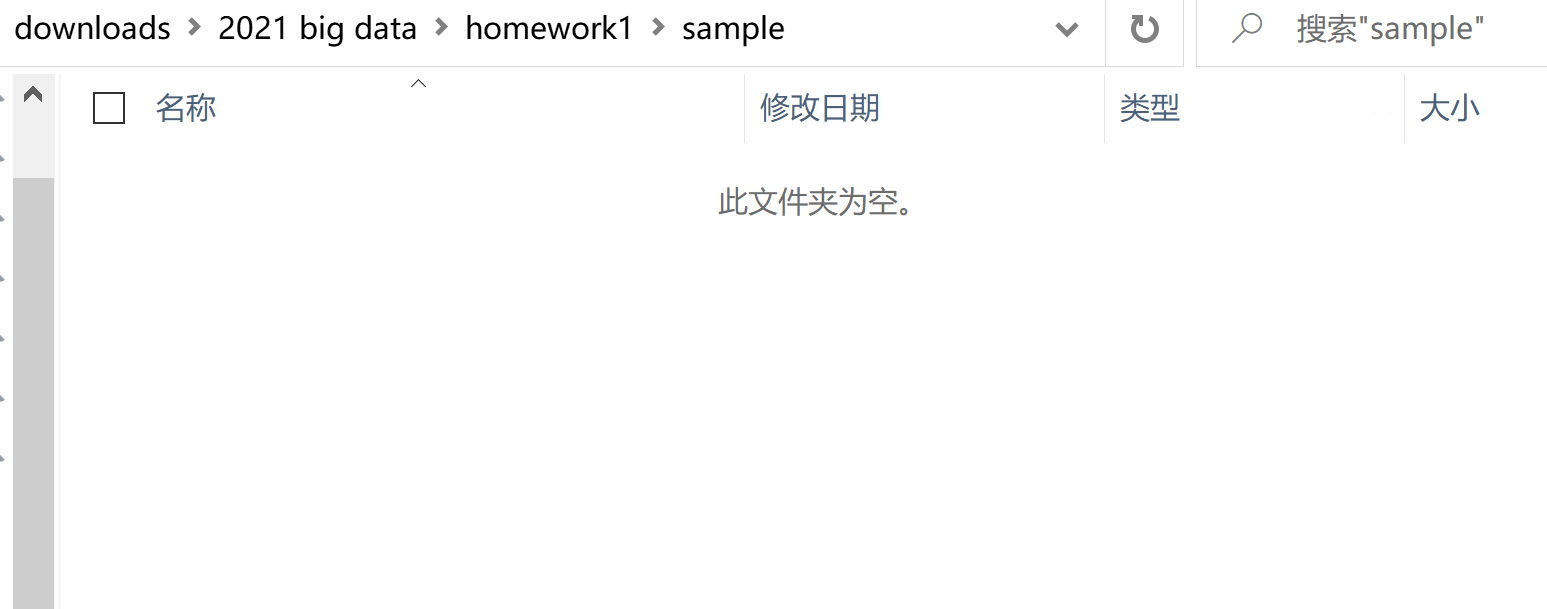 downloads > 2021 big data > homework1 > sample 搜索"sample"
名称 修改日期 类型 大小
此文件夹为空。